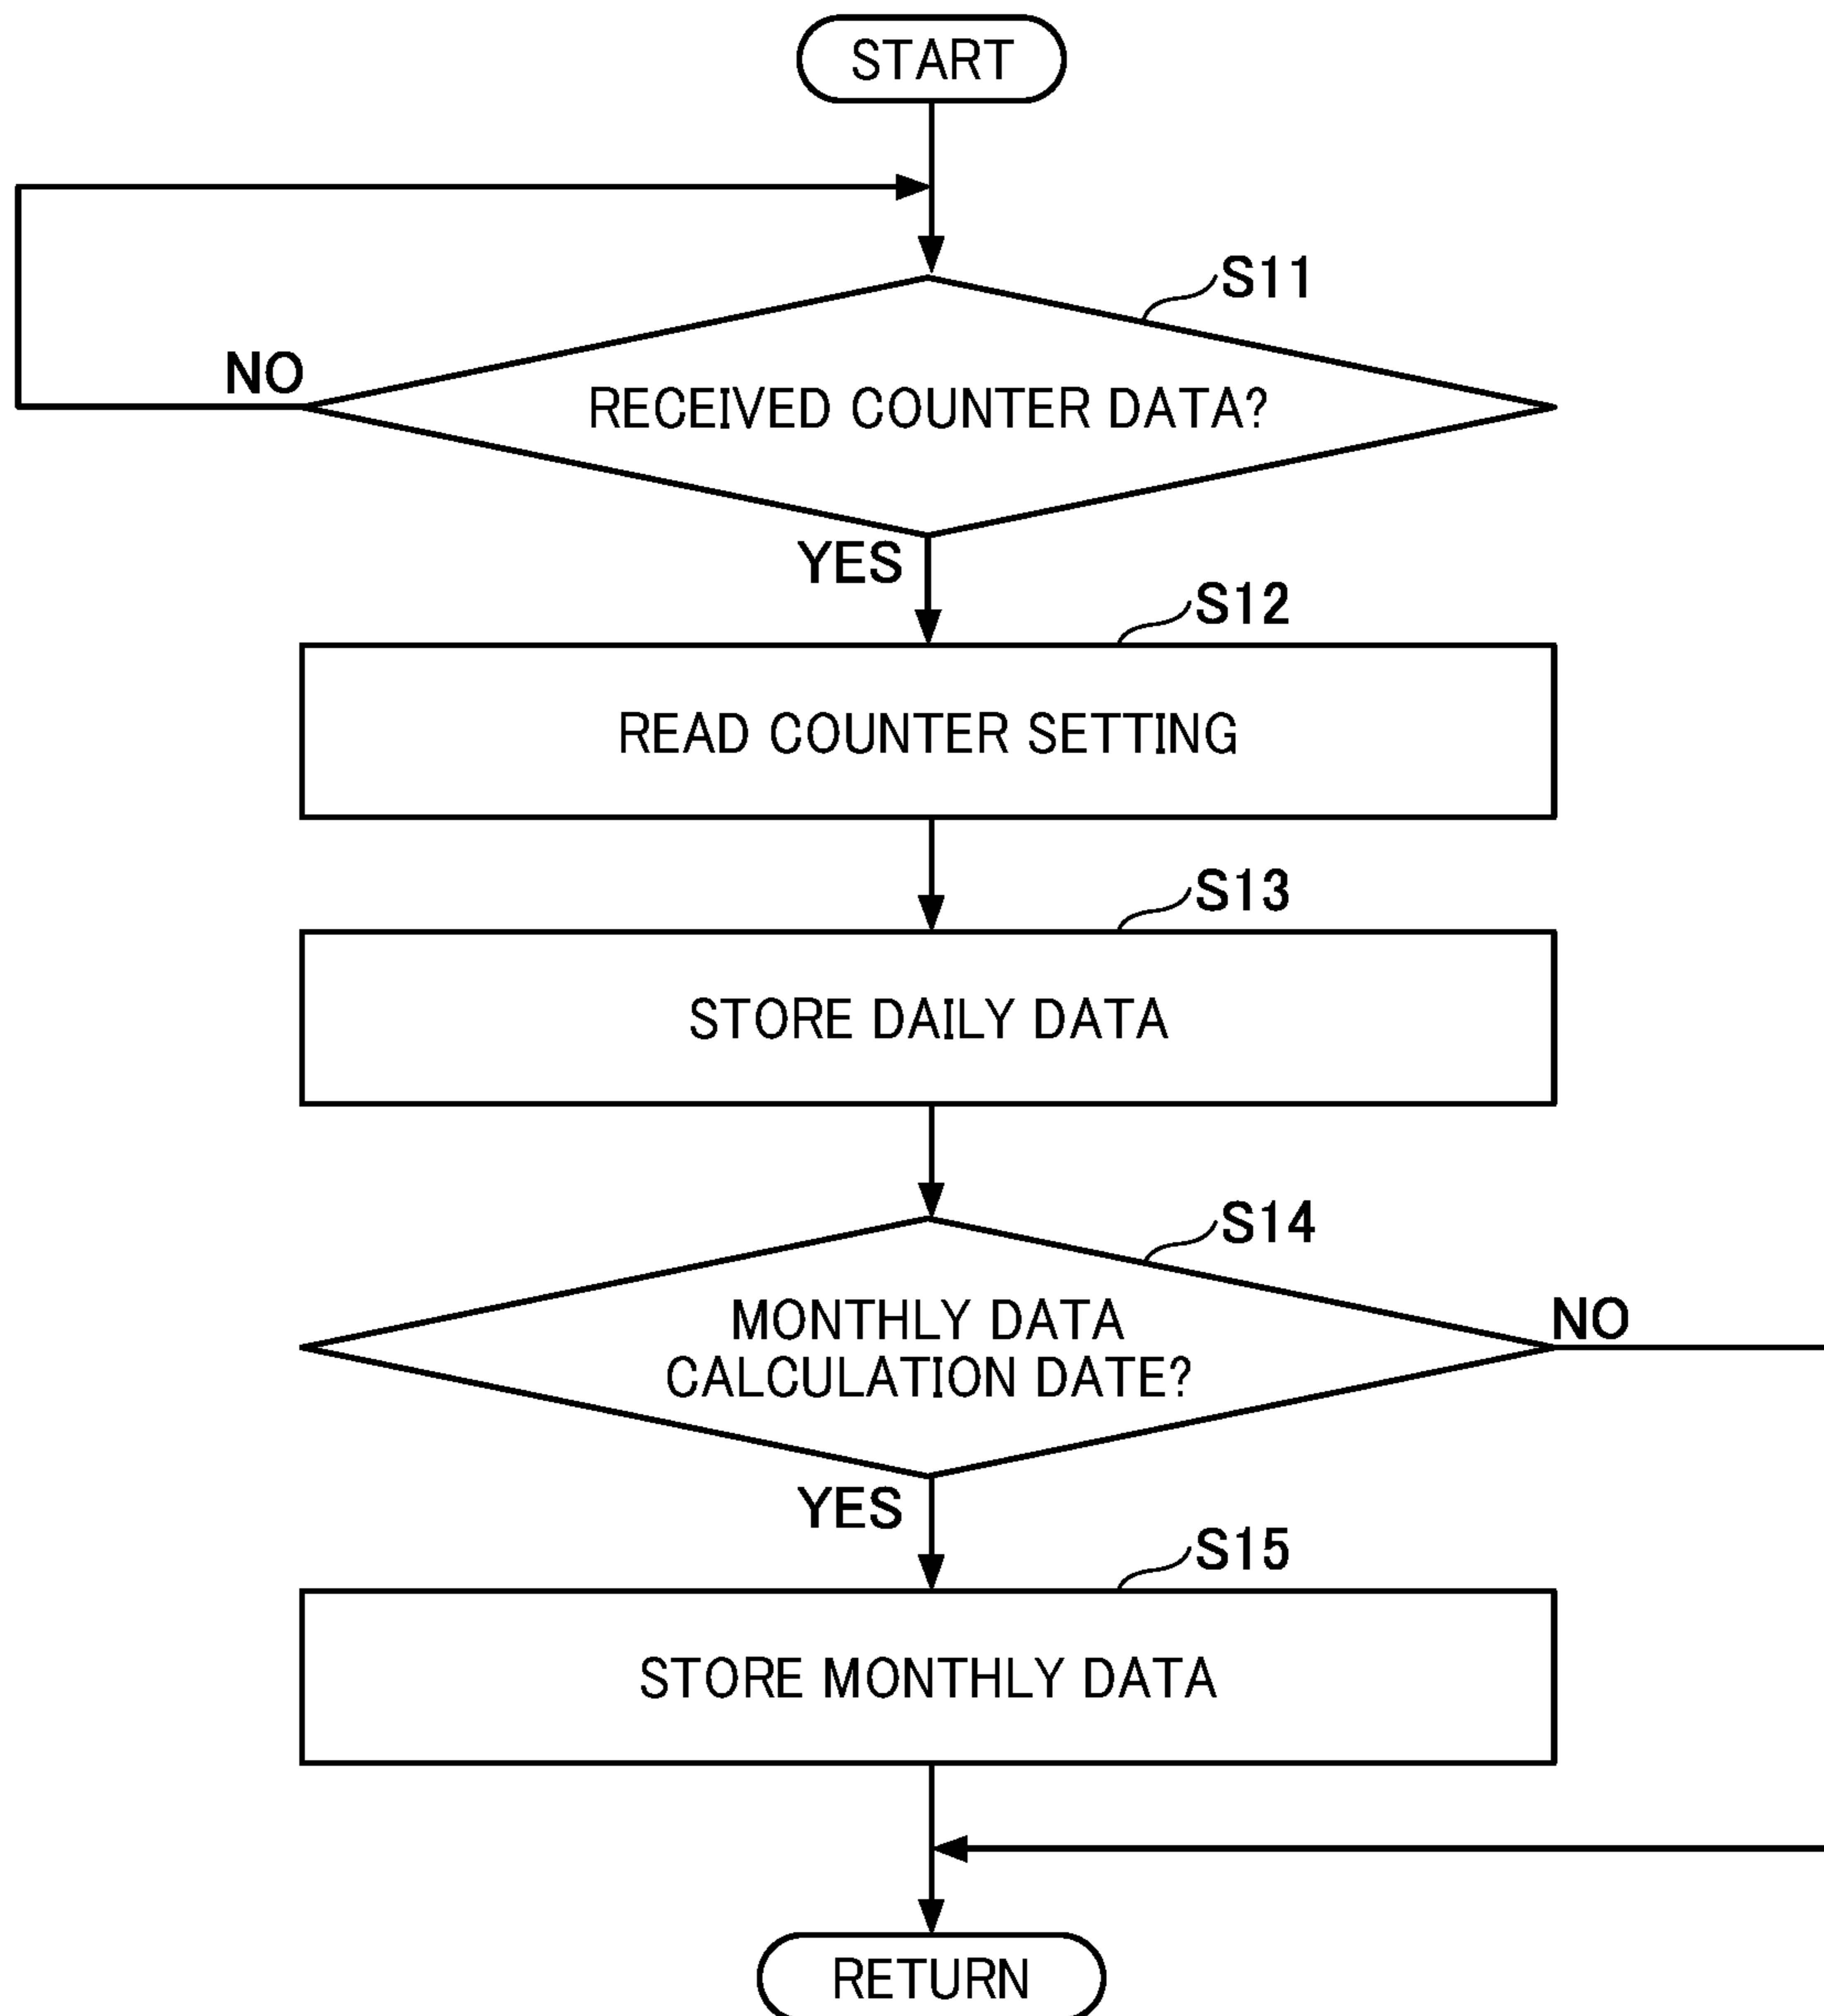 START
S11
NO
RECEIVED COUNTER DATA?
YES
S12
READ COUNTER SETTING
S13
STORE DAILY DATA
S14
MONTHLY DATA
CALCULATION DATE?
NO
YES
S15
STORE MONTHLY DATA
RETURN